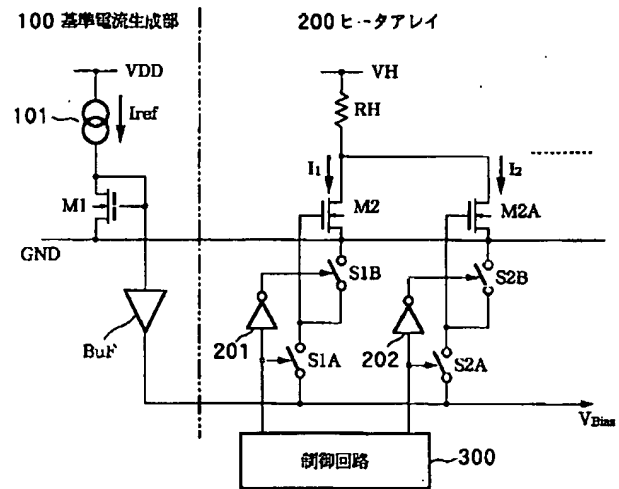 100 基準電流生成部
200 ヒータアレイ
VDD
VH
101
Iref
RH
I₁
I₂
M1
M2
M2A
GND
S1B
S2B
BuF
201
S1A
202
S2A
VBias
制御回路
300